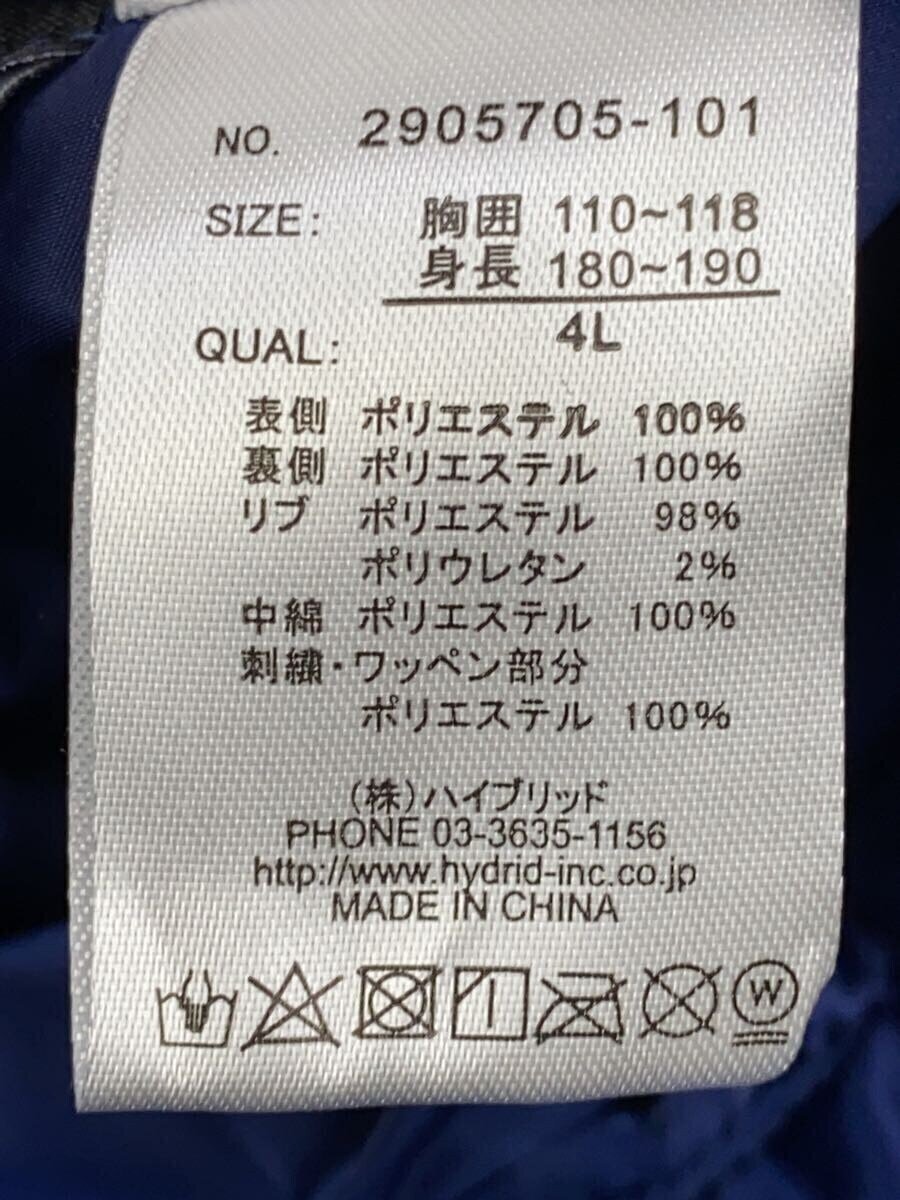 NO. 2905705-101
SIZE: 胸囲 110~118
身長 180~190
QUAL: 4L
表側 ポリエステル 100%
裏側 ポリエステル 100%
リブ ポリエステル 98%
ポリウレタン 2%
中綿 ポリエステル 100%
刺繍・ワッペン部分
ポリエステル 100%
(株)ハイブリッド
PHONE 03-3635-1156
http://www.hydrid-inc.co.jp
MADE IN CHINA
W